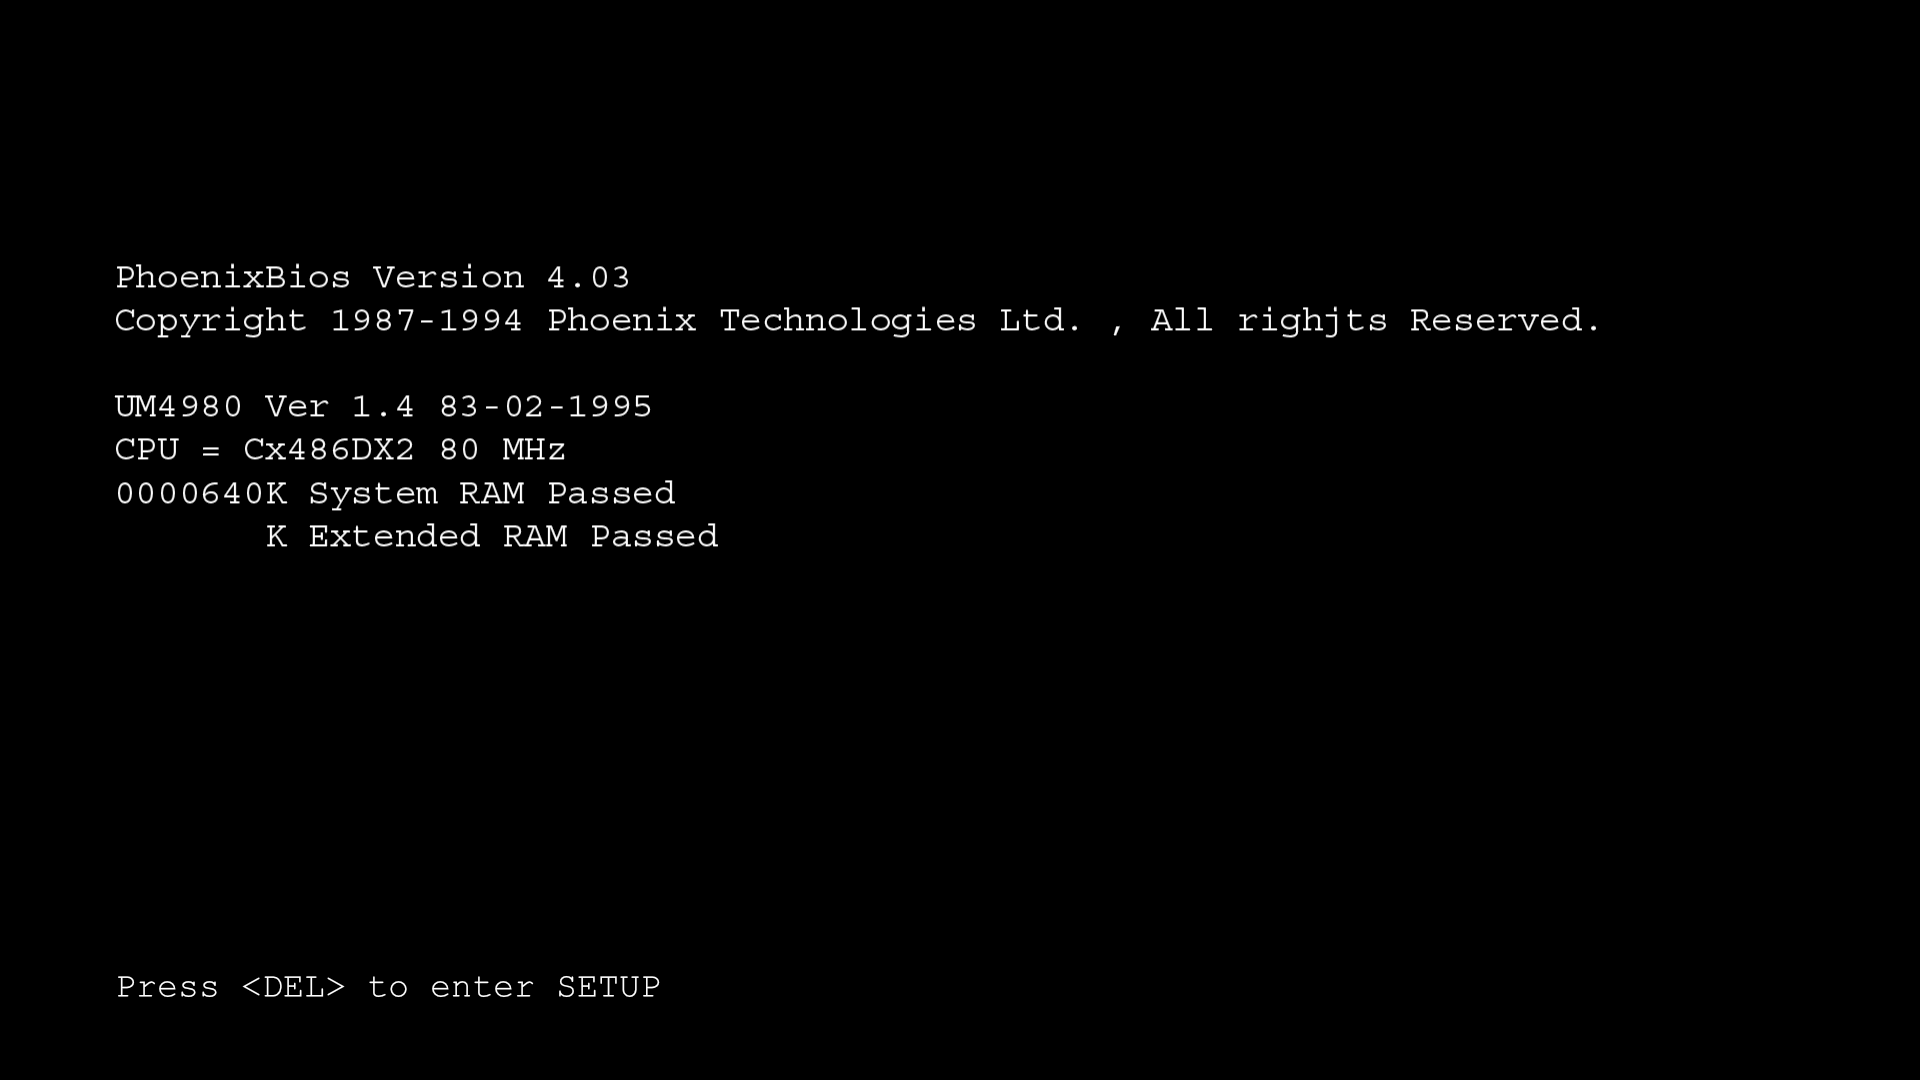 PhoenixBios Version 4.03
Copyright 1987-1994 Phoenix Technologies Ltd. , All righjts Reserved.
UM4980 Ver 1.4 83-02-1995
CPU = Cx486DX2 80 MHz
0000640K System RAM Passed
K Extended RAM Passed
Press <DEL> to enter SETUP